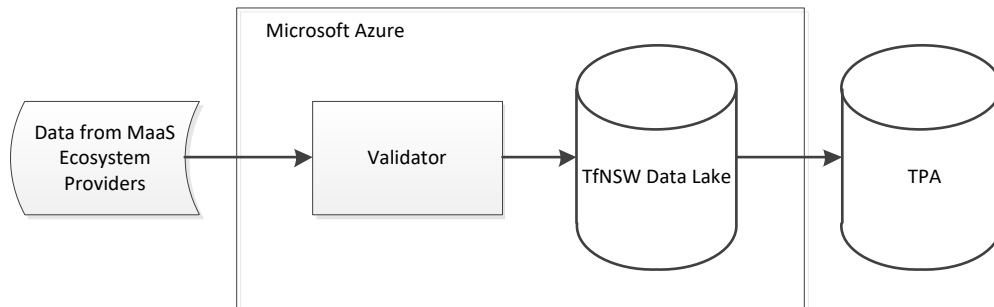 Microsoft Azure
Data from MaaS
Ecosystem
Providers
Validator
TfNSW Data Lake
TPA